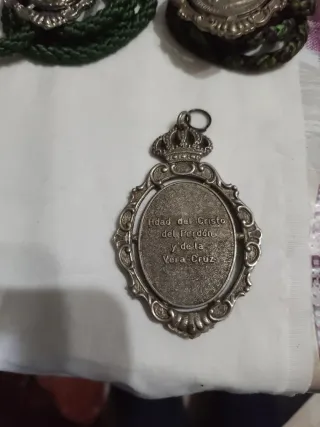 Hdad del Cristo
del Perdón
y de la
Vera-Cruz